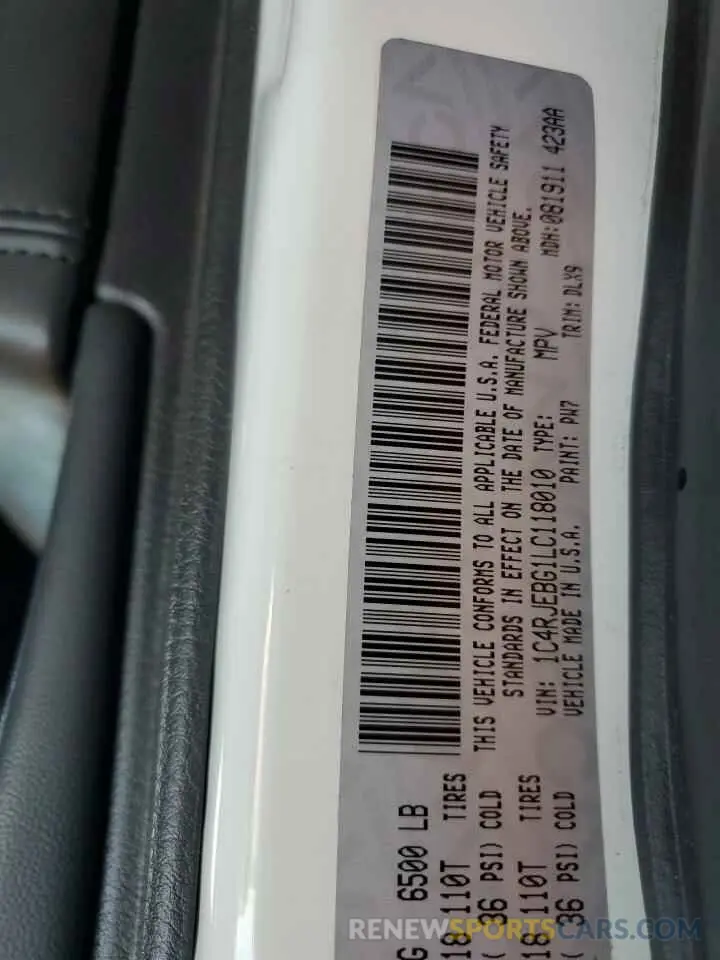 G 6500 LB
18 110T TIRES
( 36 PSI) COLD
18 110T TIRES
( 36 PSI) COLD
THIS VEHICLE CONFORMS TO ALL APPLICABLE U.S.A. FEDERAL MOTOR VEHICLE SAFETY
STANDARDS IN EFFECT ON THE DATE OF MANUFACTURE SHOWN ABOVE.
VIN: 1C4RJEBG1LC118010 TYPE: MPV MDH:081911 423AA
VEHICLE MADE IN U.S.A. PAINT: PW7 TRIM: DLX9
RENEWSPORTSCARS.COM